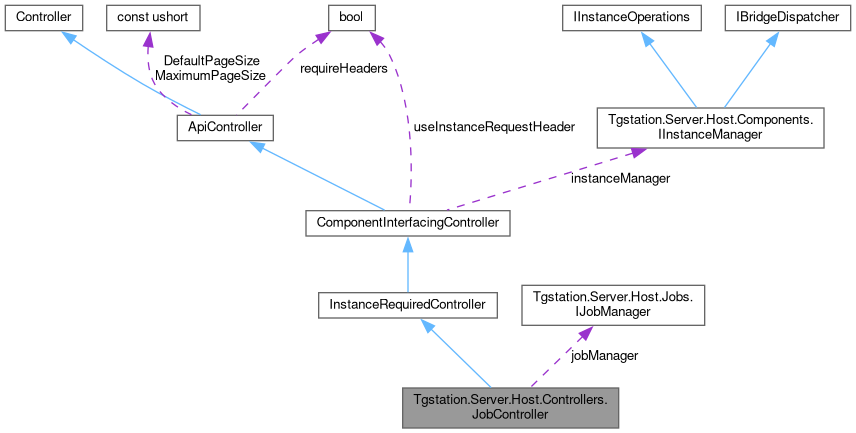 Controller
const ushort
bool
IInstanceOperations
IBridgeDispatcher
DefaultPageSize
MaximumPageSize
requireHeaders
ApiController
useInstanceRequestHeader
Tgstation.Server.Host.Components.
IInstanceManager
instanceManager
ComponentInterfacingController
InstanceRequiredController
Tgstation.Server.Host.Jobs.
IJobManager
jobManager
Tgstation.Server.Host.Controllers.
JobController